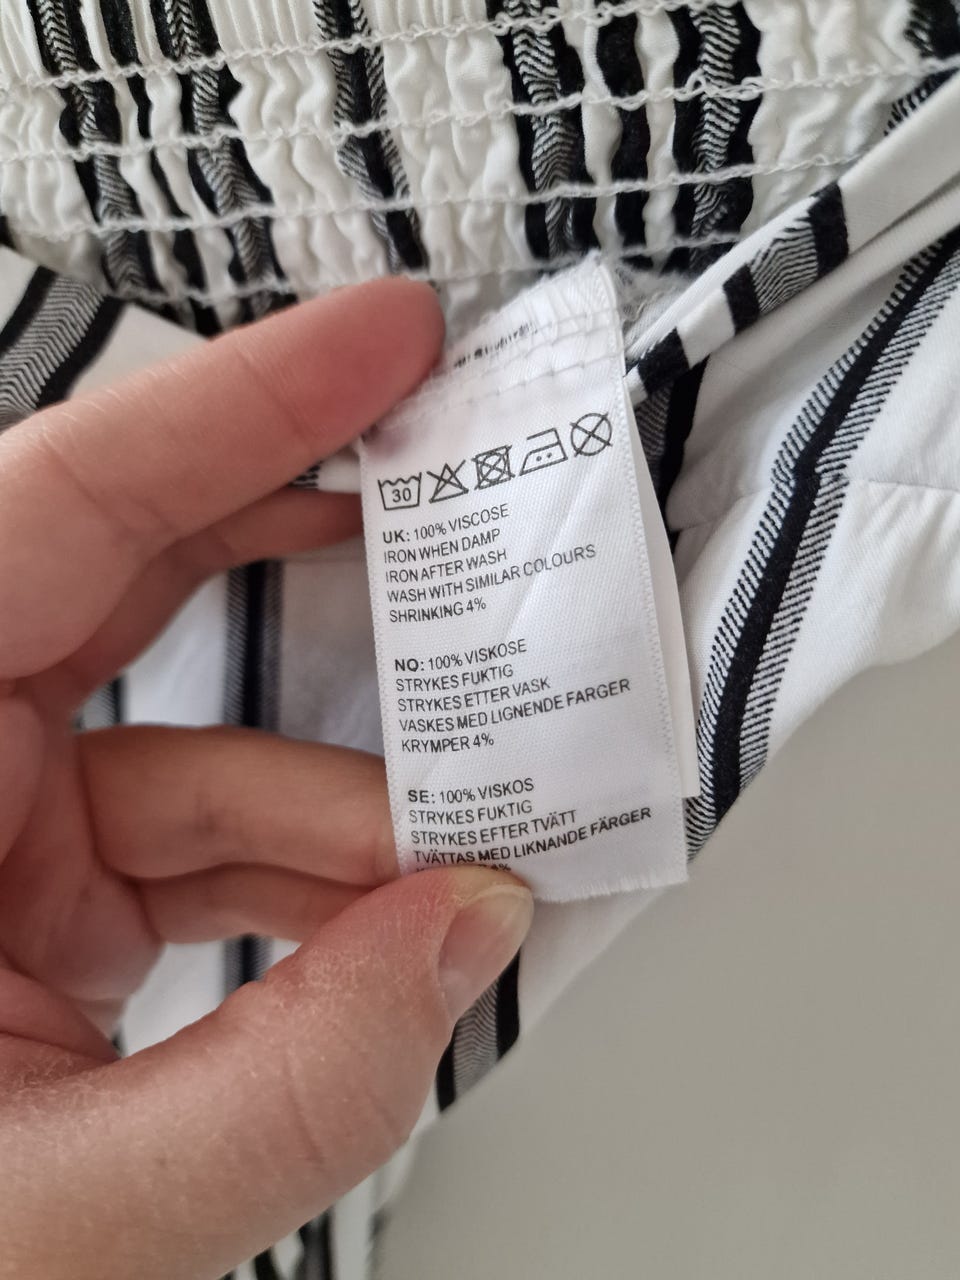 30
UK: 100% VISCOSE
IRON WHEN DAMP
IRON AFTER WASH
WASH WITH SIMILAR COLOURS
SHRINKING 4%
NO: 100% VISKOSE
STRYKES FUKTIG
STRYKES ETTER VASK
VASKES MED LIGNENDE FARGER
KRYMPER 4%
SE: 100% VISKOS
STRYKES FUKTIG
STRYKES EFTER TVÄTT
TVÄTTAS MED LIKNANDE FÄRGER
4%